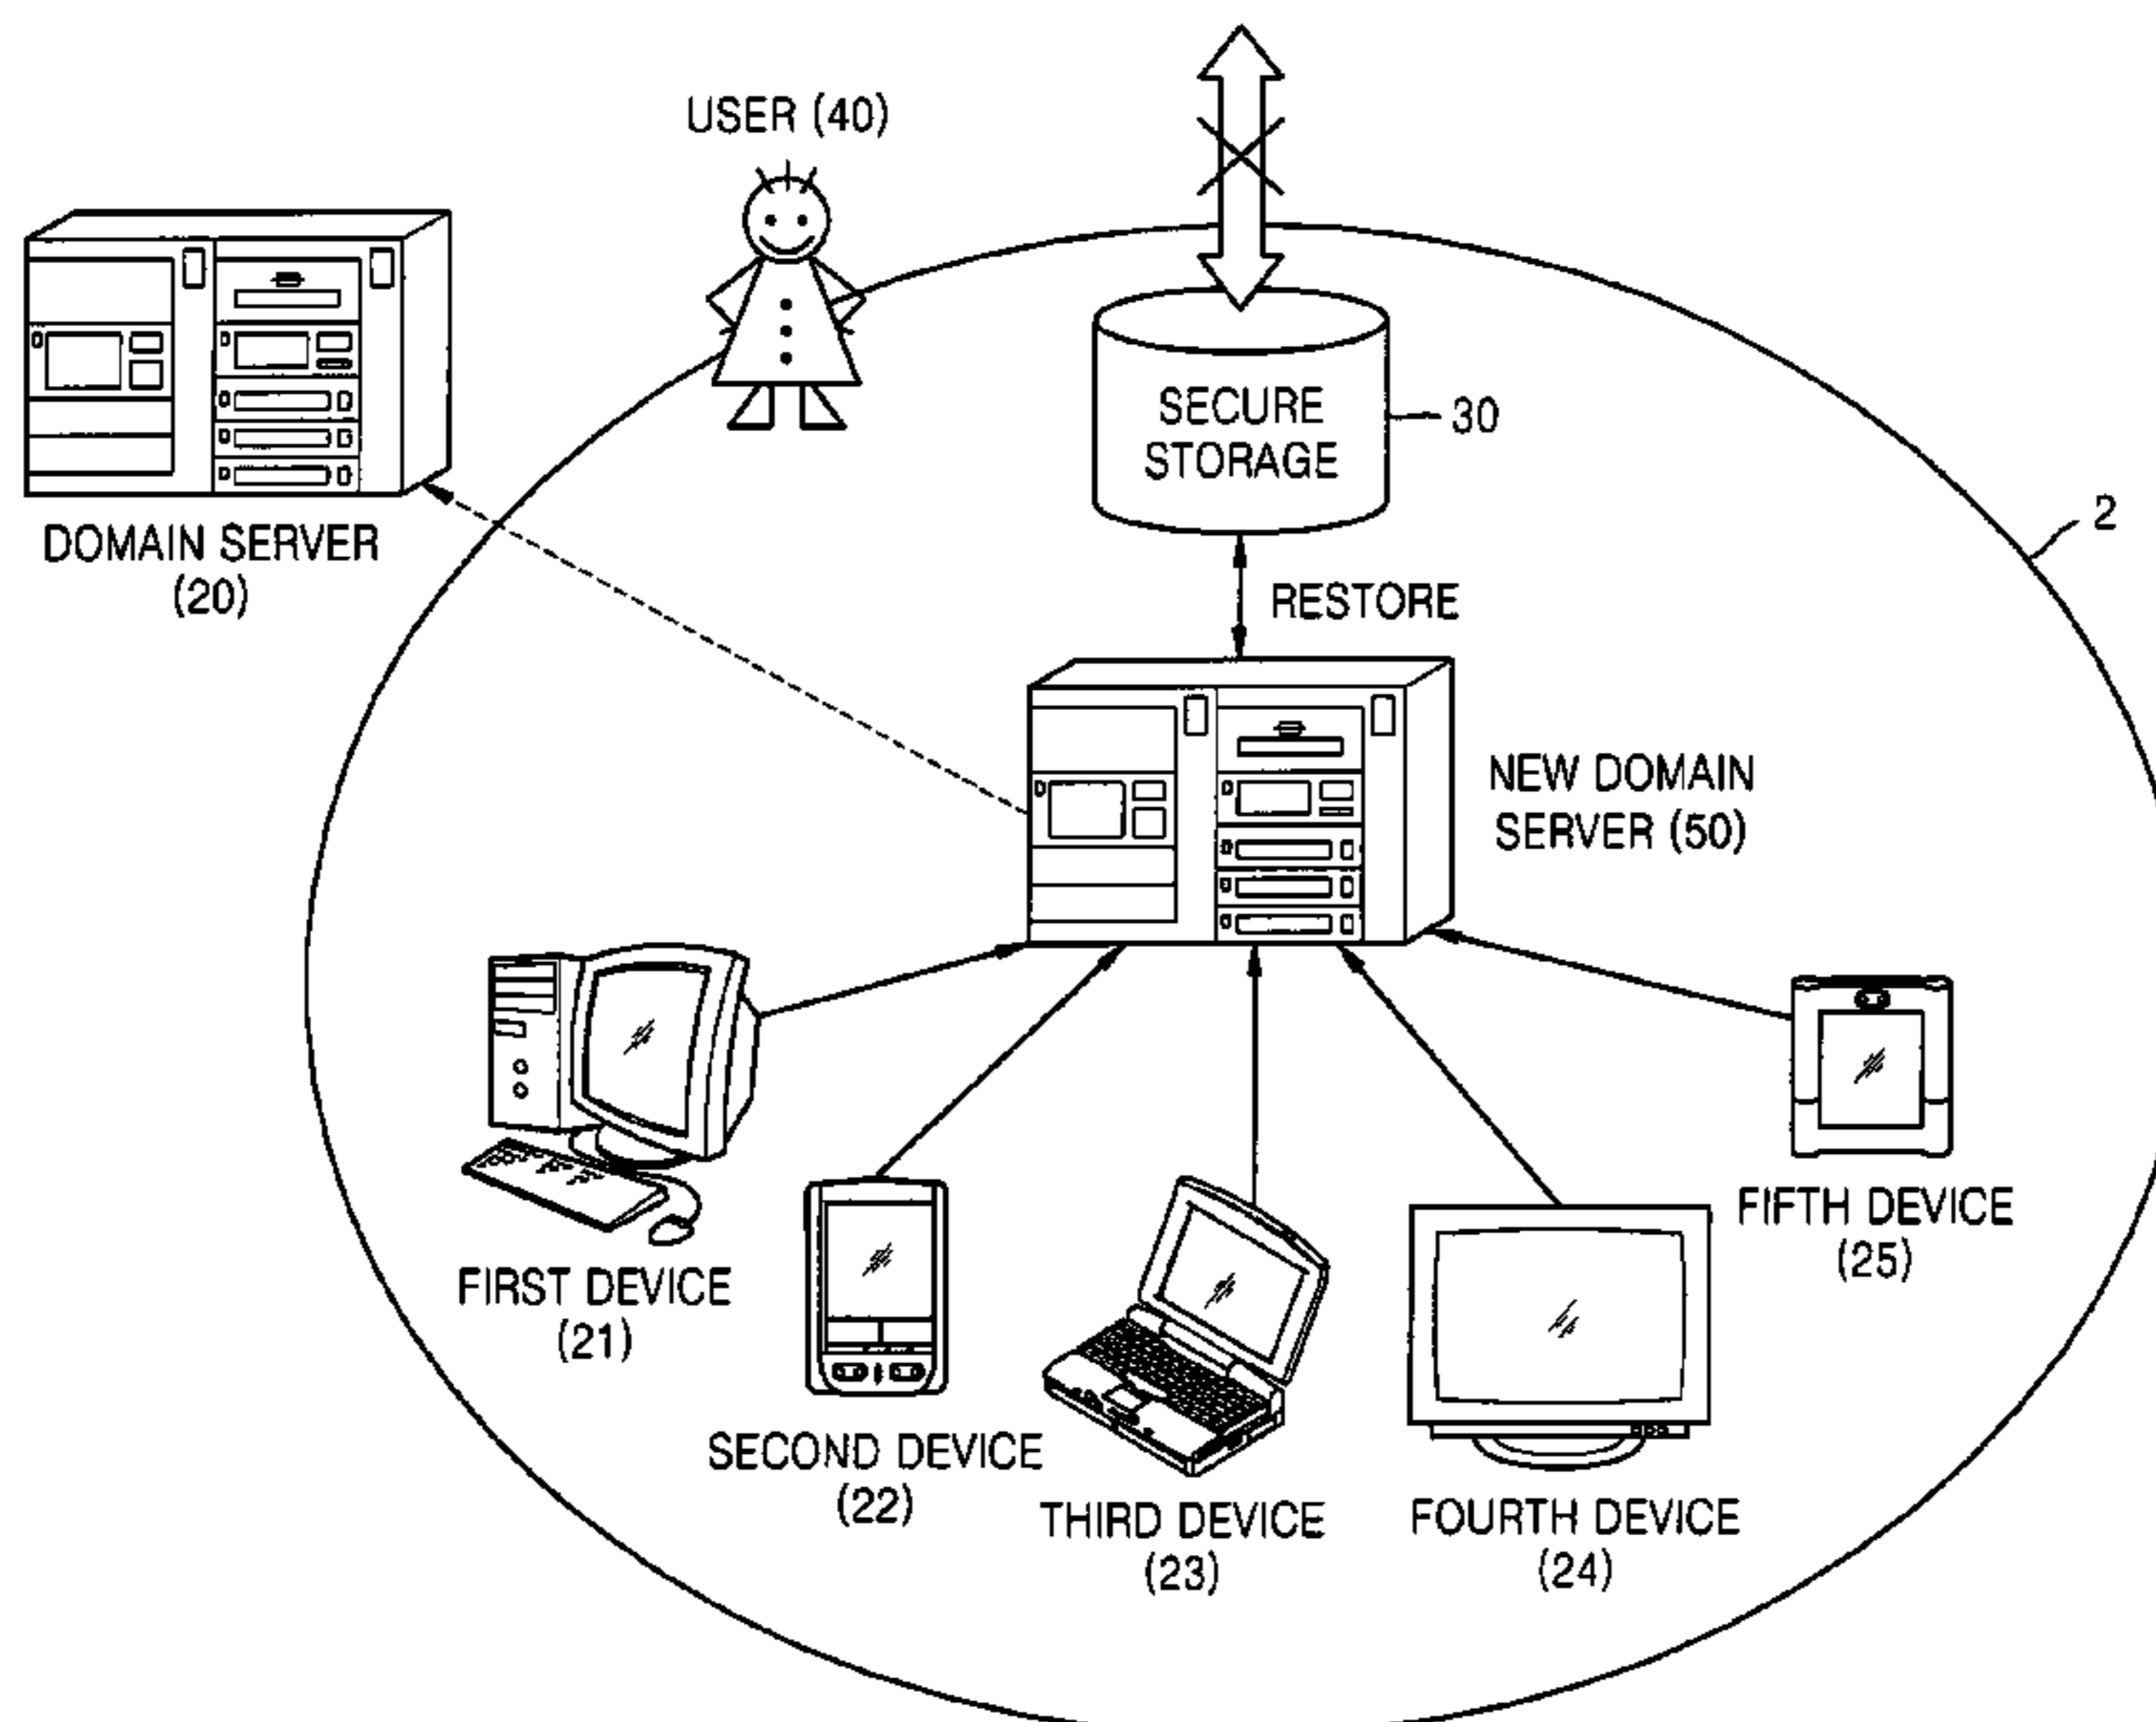 USER (40)
DOMAIN SERVER
(20)
SECURE
STORAGE
30
2
RESTORE
NEW DOMAIN
SERVER (50)
FIRST DEVICE
(21)
SECOND DEVICE
(22)
THIRD DEVICE
(23)
FOURTH DEVICE
(24)
FIFTH DEVICE
(25)